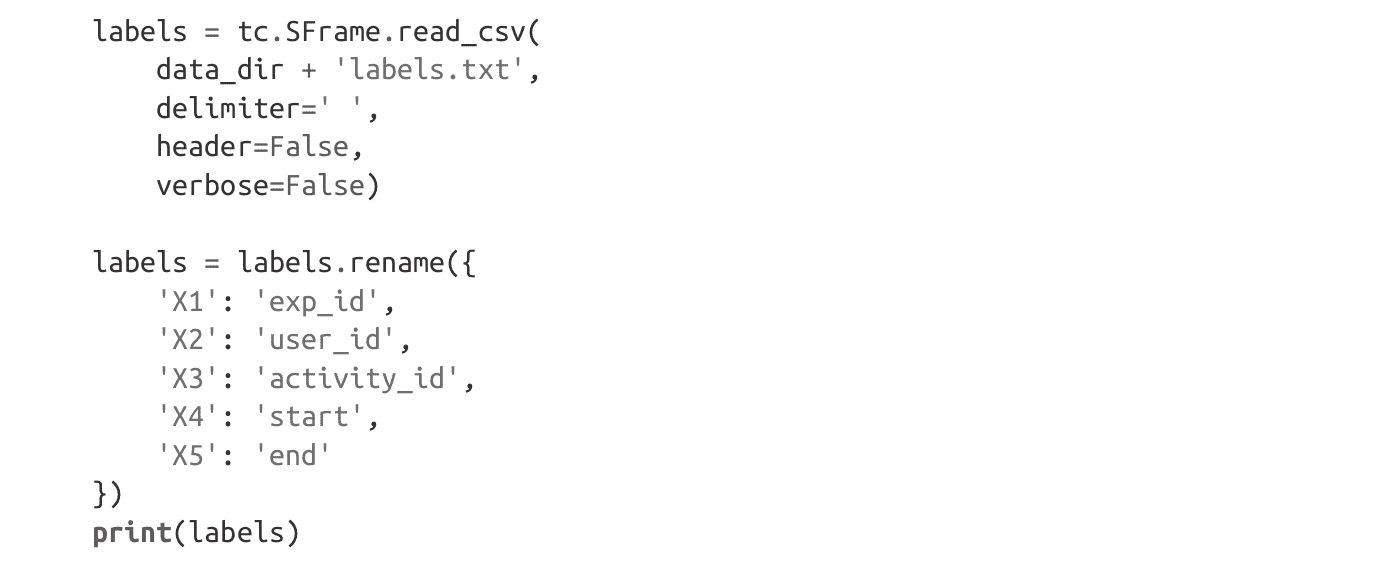 labels = tc.SFrame.read_csv(
    data_dir + 'labels.txt',
    delimiter=' ',
    header=False,
    verbose=False)

labels = labels.rename({
    'X1': 'exp_id',
    'X2': 'user_id',
    'X3': 'activity_id',
    'X4': 'start',
    'X5': 'end'
})
print(labels)